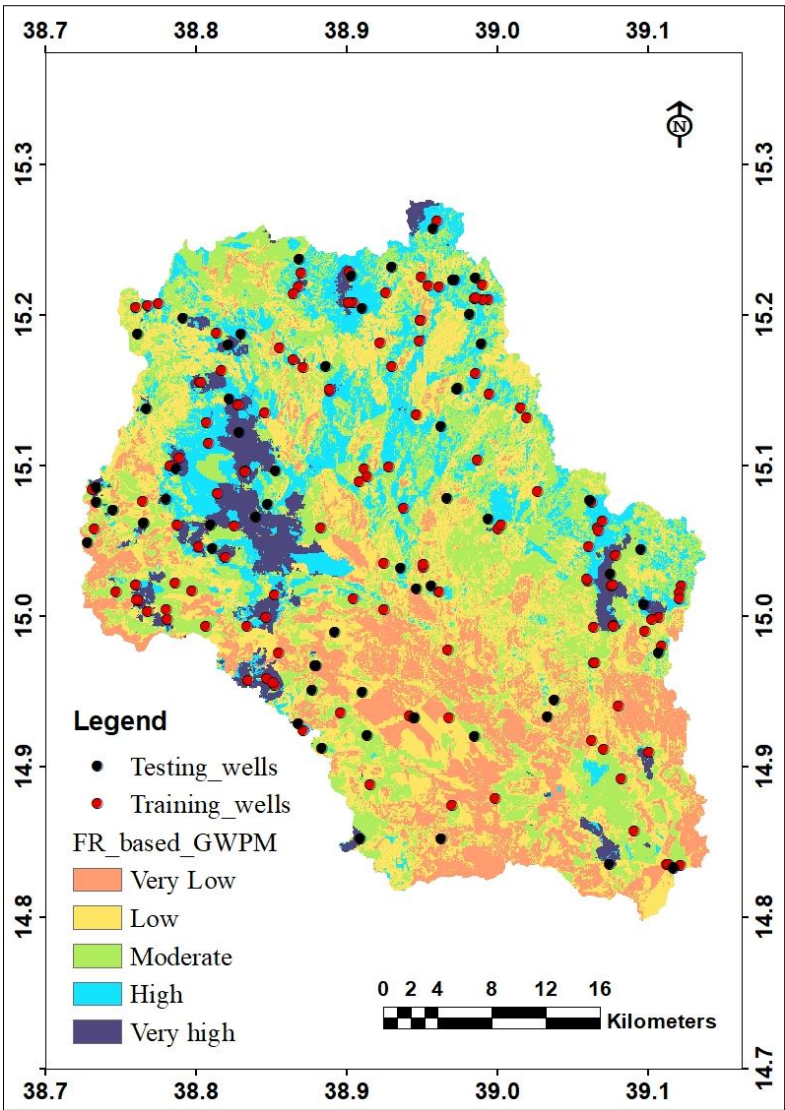 38.7 38.8 38.9 39.0 39.1
N
15.3 15.3
15.2 15.2
15.1 15.1
15.0 15.0
14.9 14.9
14.8 14.8
14.7
Legend
Testing_wells
Training_wells
FR_based_GWPM
Very Low
Low
Moderate
High
Very high
0 2 4 8 12 16
Kilometers
38.7 38.8 38.9 39.0 39.1